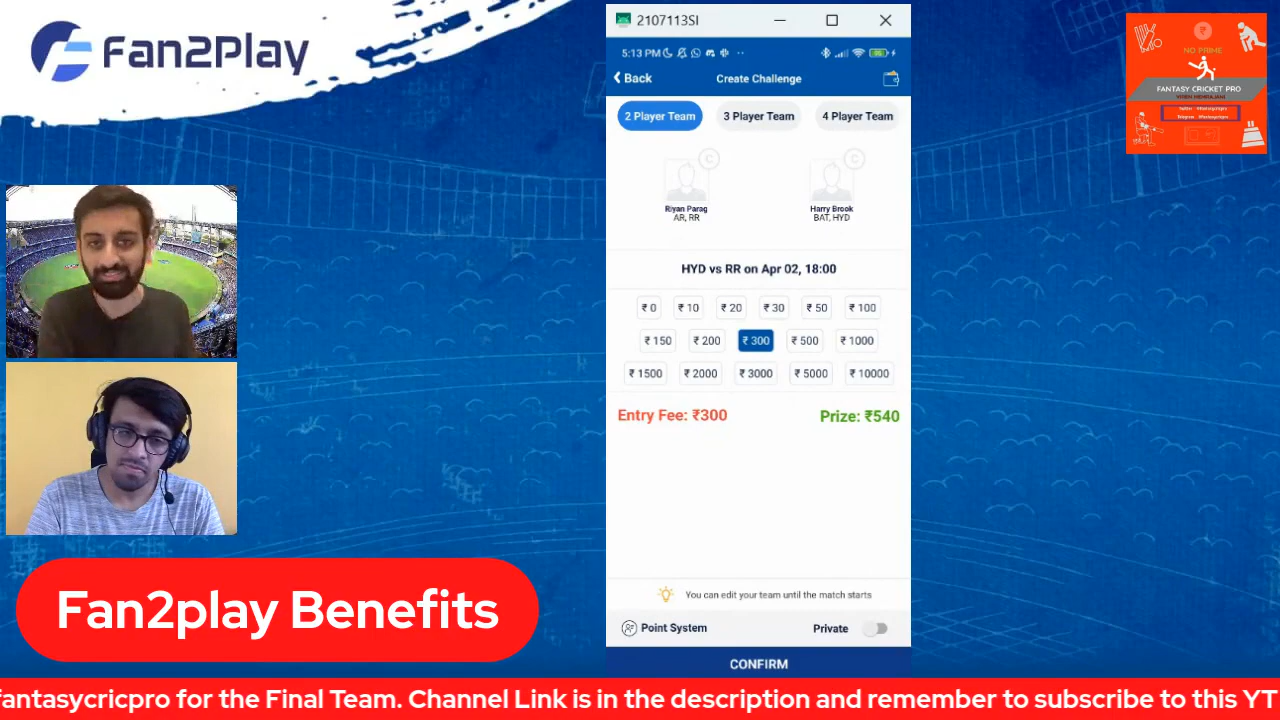 Fan2Play
2107113SI
5:13 PM
Back
Create Challenge
2 Player Team
3 Player Team
4 Player Team
C
C
Riyan Parag
AR, RR
Harry Brook
BAT, HYD
HYD vs RR on Apr 02, 18:00
₹ 0
₹ 10
₹ 20
₹ 30
₹ 50
₹ 100
₹ 150
₹ 200
₹ 300
₹ 500
₹ 1000
₹ 1500
₹ 2000
₹ 3000
₹ 5000
₹ 10000
Entry Fee: ₹300
Prize: ₹540
You can edit your team until the match starts
Point System
Private
CONFIRM
NO PRIME
FANTASY CRICKET PRO
Fan2play Benefits
fantasycricpro for the Final Team. Channel Link is in the description and remember to subscribe to this YT